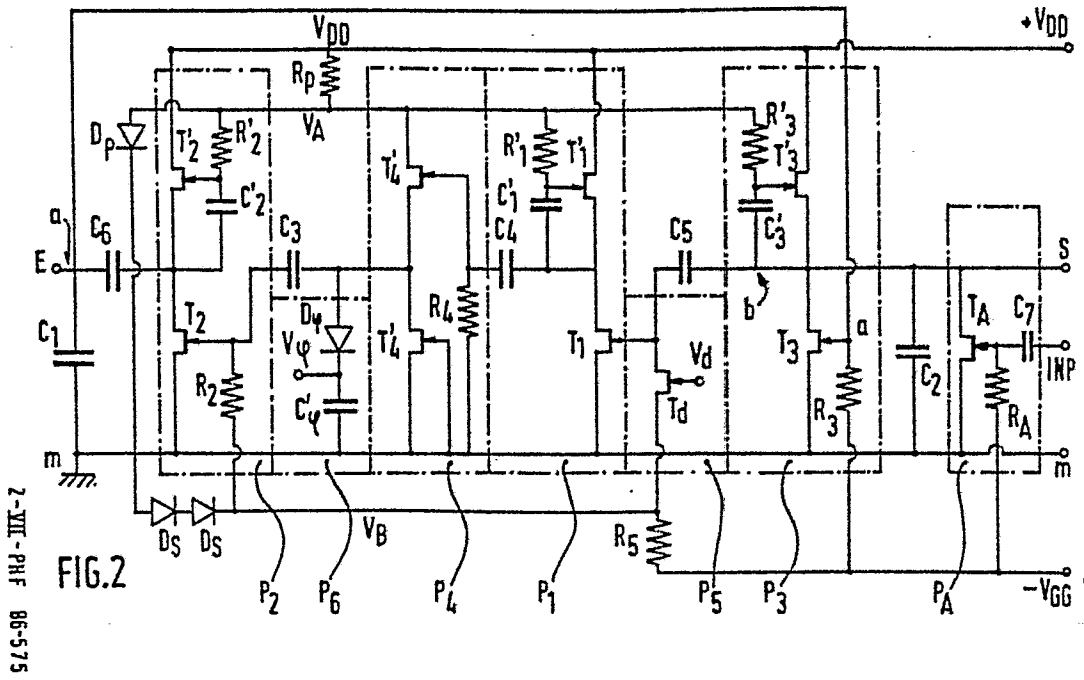 VDD
+VDD
Rp
VA
Dp
T'2
R'2
C'2
T'4
R'1
T'1
C'1
R'3
T'3
C'3
a
E
C6
C3
C4
C5
b
S
C1
T2
R2
Dφ
Vφ
C'φ
T'4
R4
T1
Vd
Td
T3
a
R3
C2
TA
C7
INP
RA
m
m
DS
DS
VB
R5
-VGG
P2
P6
P4
P1
P5
P3
PA
FIG.2
2-VII-PHF 86-575